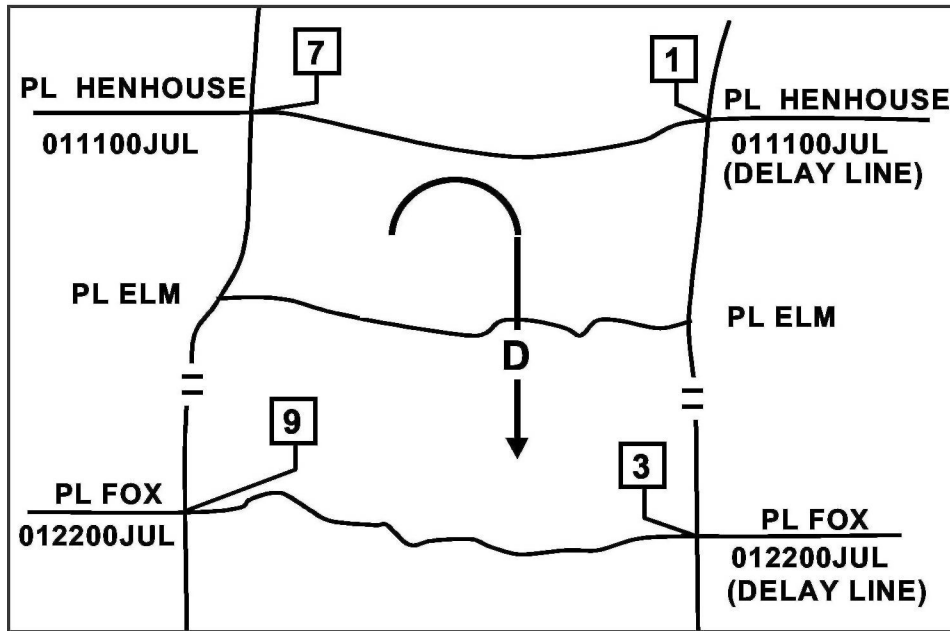 7
1
PL HENHOUSE
011100JUL
PL HENHOUSE
011100JUL
(DELAY LINE)
PL ELM
PL ELM
D
9
3
PL FOX
012200JUL
PL FOX
012200JUL
(DELAY LINE)